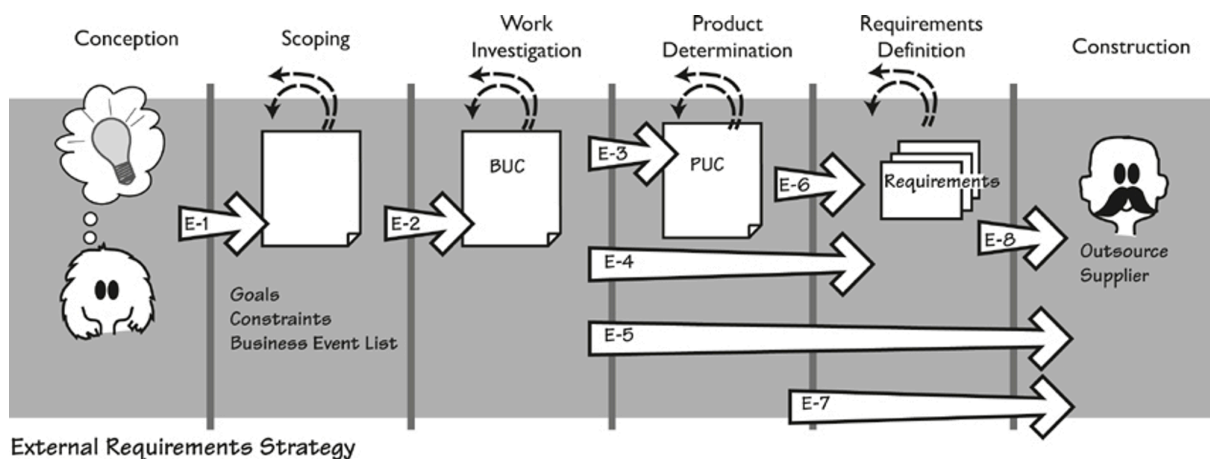 Conception
Scoping
Work
Investigation
Product
Determination
Requirements
Definition
Construction
E-1
Goals
Constraints
Business Event List
E-2
BUC
E-3
PUC
E-4
E-5
E-6
E-7
Requirements
E-8
Outsource
Supplier
External Requirements Strategy